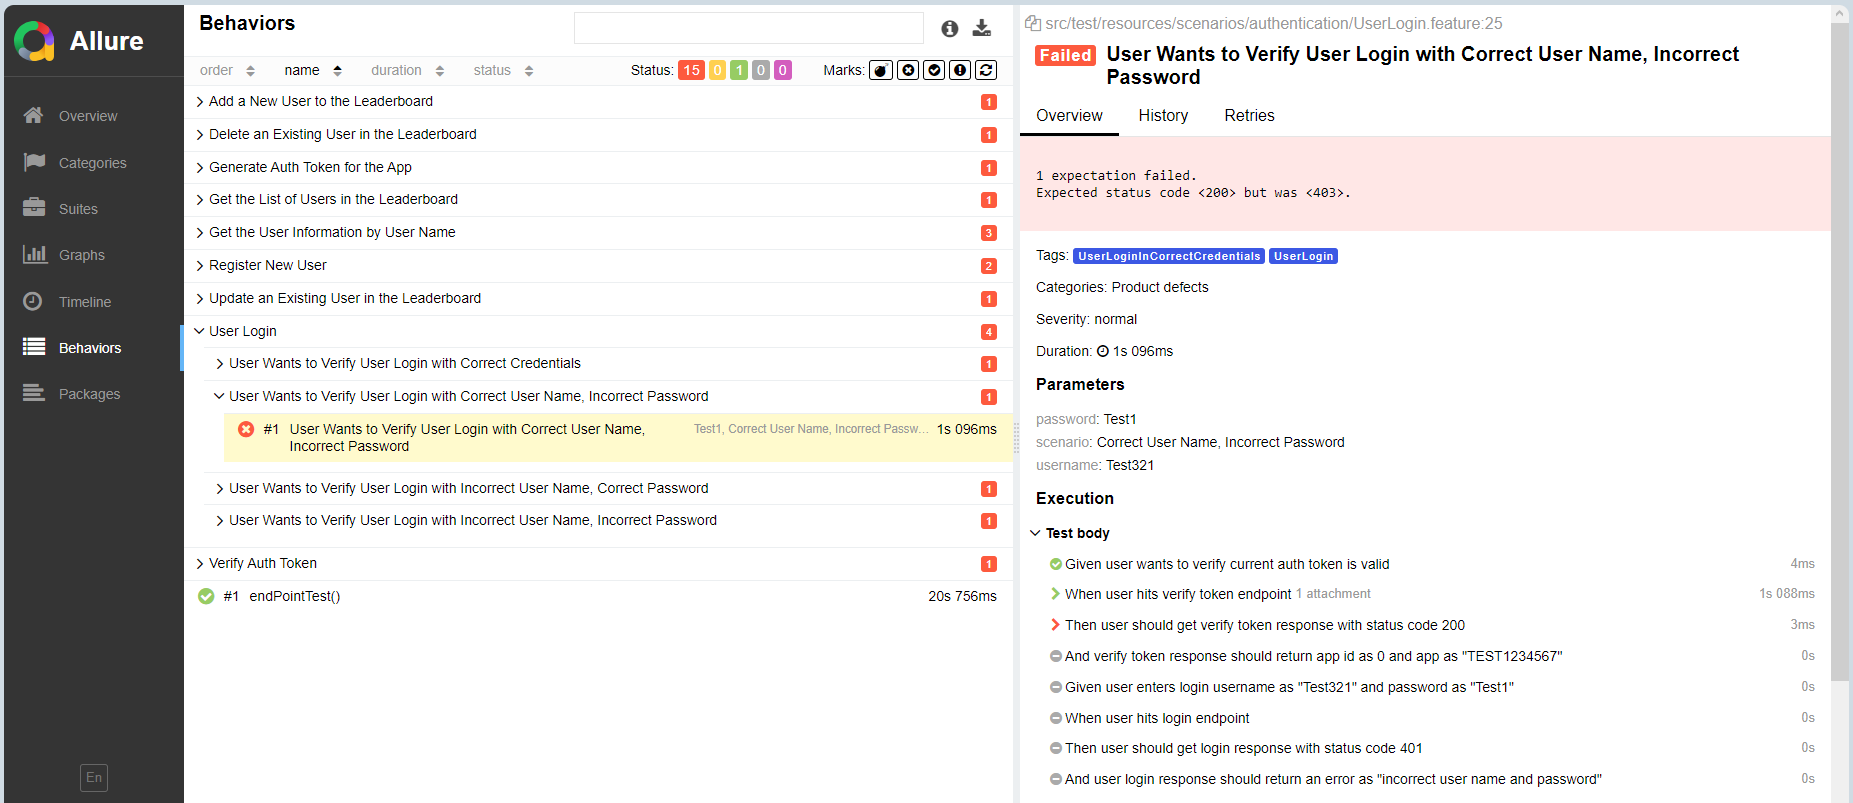 Allure
Overview
Categories
Suites
Graphs
Timeline
Behaviors
Packages
En
Behaviors
order name duration status Status: 15 0 1 0 0 Marks:
Add a New User to the Leaderboard 1
Delete an Existing User in the Leaderboard 1
Generate Auth Token for the App 1
Get the List of Users in the Leaderboard 1
Get the User Information by User Name 3
Register New User 2
Update an Existing User in the Leaderboard 1
User Login 4
User Wants to Verify User Login with Correct Credentials 1
User Wants to Verify User Login with Correct User Name, Incorrect Password 1
#1 User Wants to Verify User Login with Correct User Name, Test1, Correct User Name, Incorrect Passw... 1s 096ms
Incorrect Password
User Wants to Verify User Login with Incorrect User Name, Correct Password 1
User Wants to Verify User Login with Incorrect User Name, Incorrect Password 1
Verify Auth Token 1
#1 endPointTest() 20s 756ms
src/test/resources/scenarios/authentication/UserLogin.feature:25
Failed User Wants to Verify User Login with Correct User Name, Incorrect
Password
Overview History Retries
1 expectation failed.
Expected status code <200> but was <403>.
Tags: UserLoginInCorrectCredentials UserLogin
Categories: Product defects
Severity: normal
Duration: 1s 096ms
Parameters
password: Test1
scenario: Correct User Name, Incorrect Password
username: Test321
Execution
Test body
Given user wants to verify current auth token is valid 4ms
When user hits verify token endpoint 1 attachment 1s 088ms
Then user should get verify token response with status code 200 3ms
And verify token response should return app id as 0 and app as "TEST1234567" 0s
Given user enters login username as "Test321" and password as "Test1" 0s
When user hits login endpoint 0s
Then user should get login response with status code 401 0s
And user login response should return an error as "incorrect user name and password" 0s